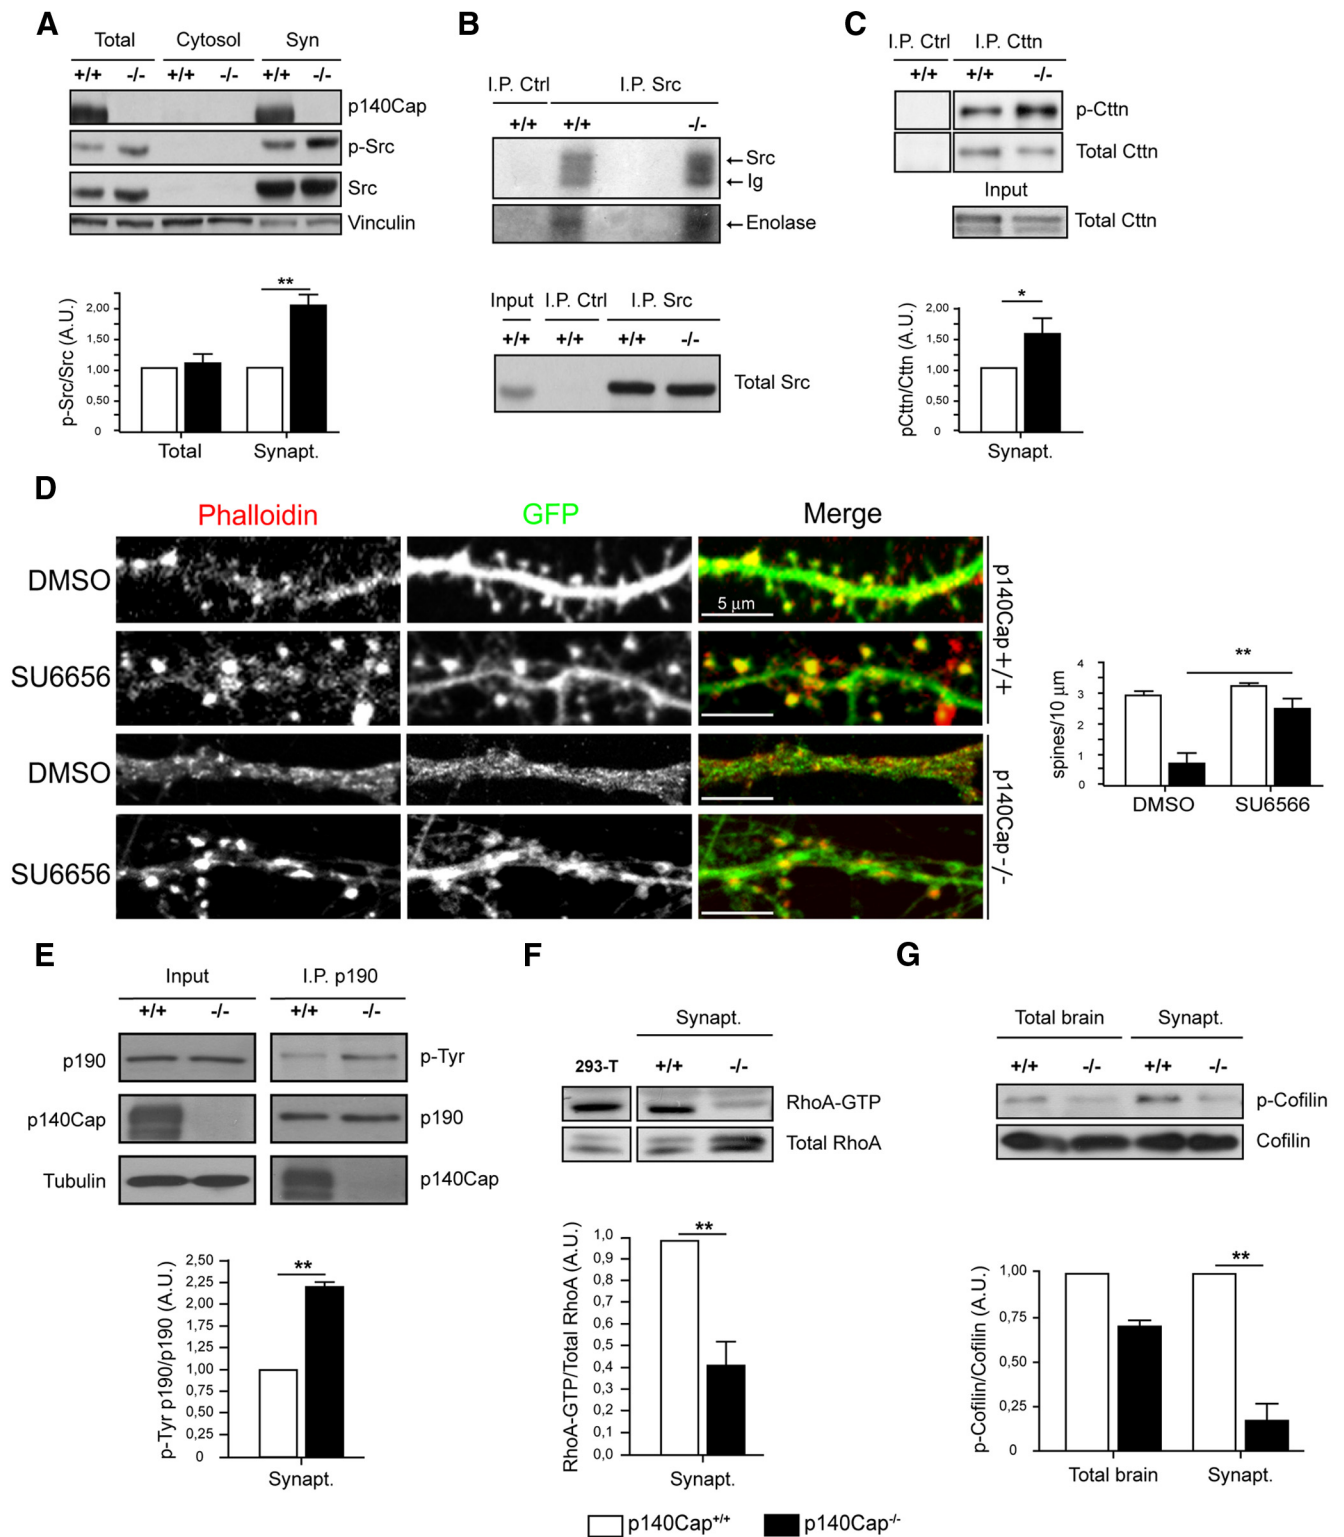 A
Total Cytosol Syn
+/+ -/- +/+ -/- +/+ -/-
p140Cap
p-Src
Src
Vinculin
p-Src/Src (A.U.)
2,00
1,50
1,00
0,50
0
**
Total Synapt.
B
I.P. Ctrl I.P. Src
+/+ +/+ -/-
←Src
←Ig
←Enolase
Input I.P. Ctrl I.P. Src
+/+ +/+ +/+ -/-
Total Src
C
I.P. Ctrl I.P. Cttn
+/+ +/+ -/-
p-Cttn
Total Cttn
Input
Total Cttn
pCttn/Cttn (A.U.)
2,00
1,50
1,00
0,50
0
*
Synapt.
D
Phalloidin GFP Merge
DMSO
5 µm
SU6656
p140Cap+/+
DMSO
SU6656
p140Cap-/-
spines/10 µm
4
3
2
1
0
**
DMSO SU6566
E
Input I.P. p190
+/+ -/- +/+ -/-
p190 p-Tyr
p140Cap p190
Tubulin p140Cap
p-Tyr p190/p190 (A.U.)
2,50
2,25
2,00
1,75
1,25
1,00
0,75
0,50
0,25
0
**
Synapt.
F
Synapt.
293-T +/+ -/-
RhoA-GTP
Total RhoA
RhoA-GTP/Total RhoA (A.U.)
1,0
0,9
0,8
0,7
0,6
0,5
0,4
0,3
0,2
0,1
0,0
**
Synapt.
G
Total brain Synapt.
+/+ -/- +/+ -/-
p-Cofilin
Cofilin
p-Cofilin/Cofilin (A.U.)
1,00
0,75
0,50
0,25
0
**
Total brain Synapt.
p140Cap+/+ p140Cap-/-